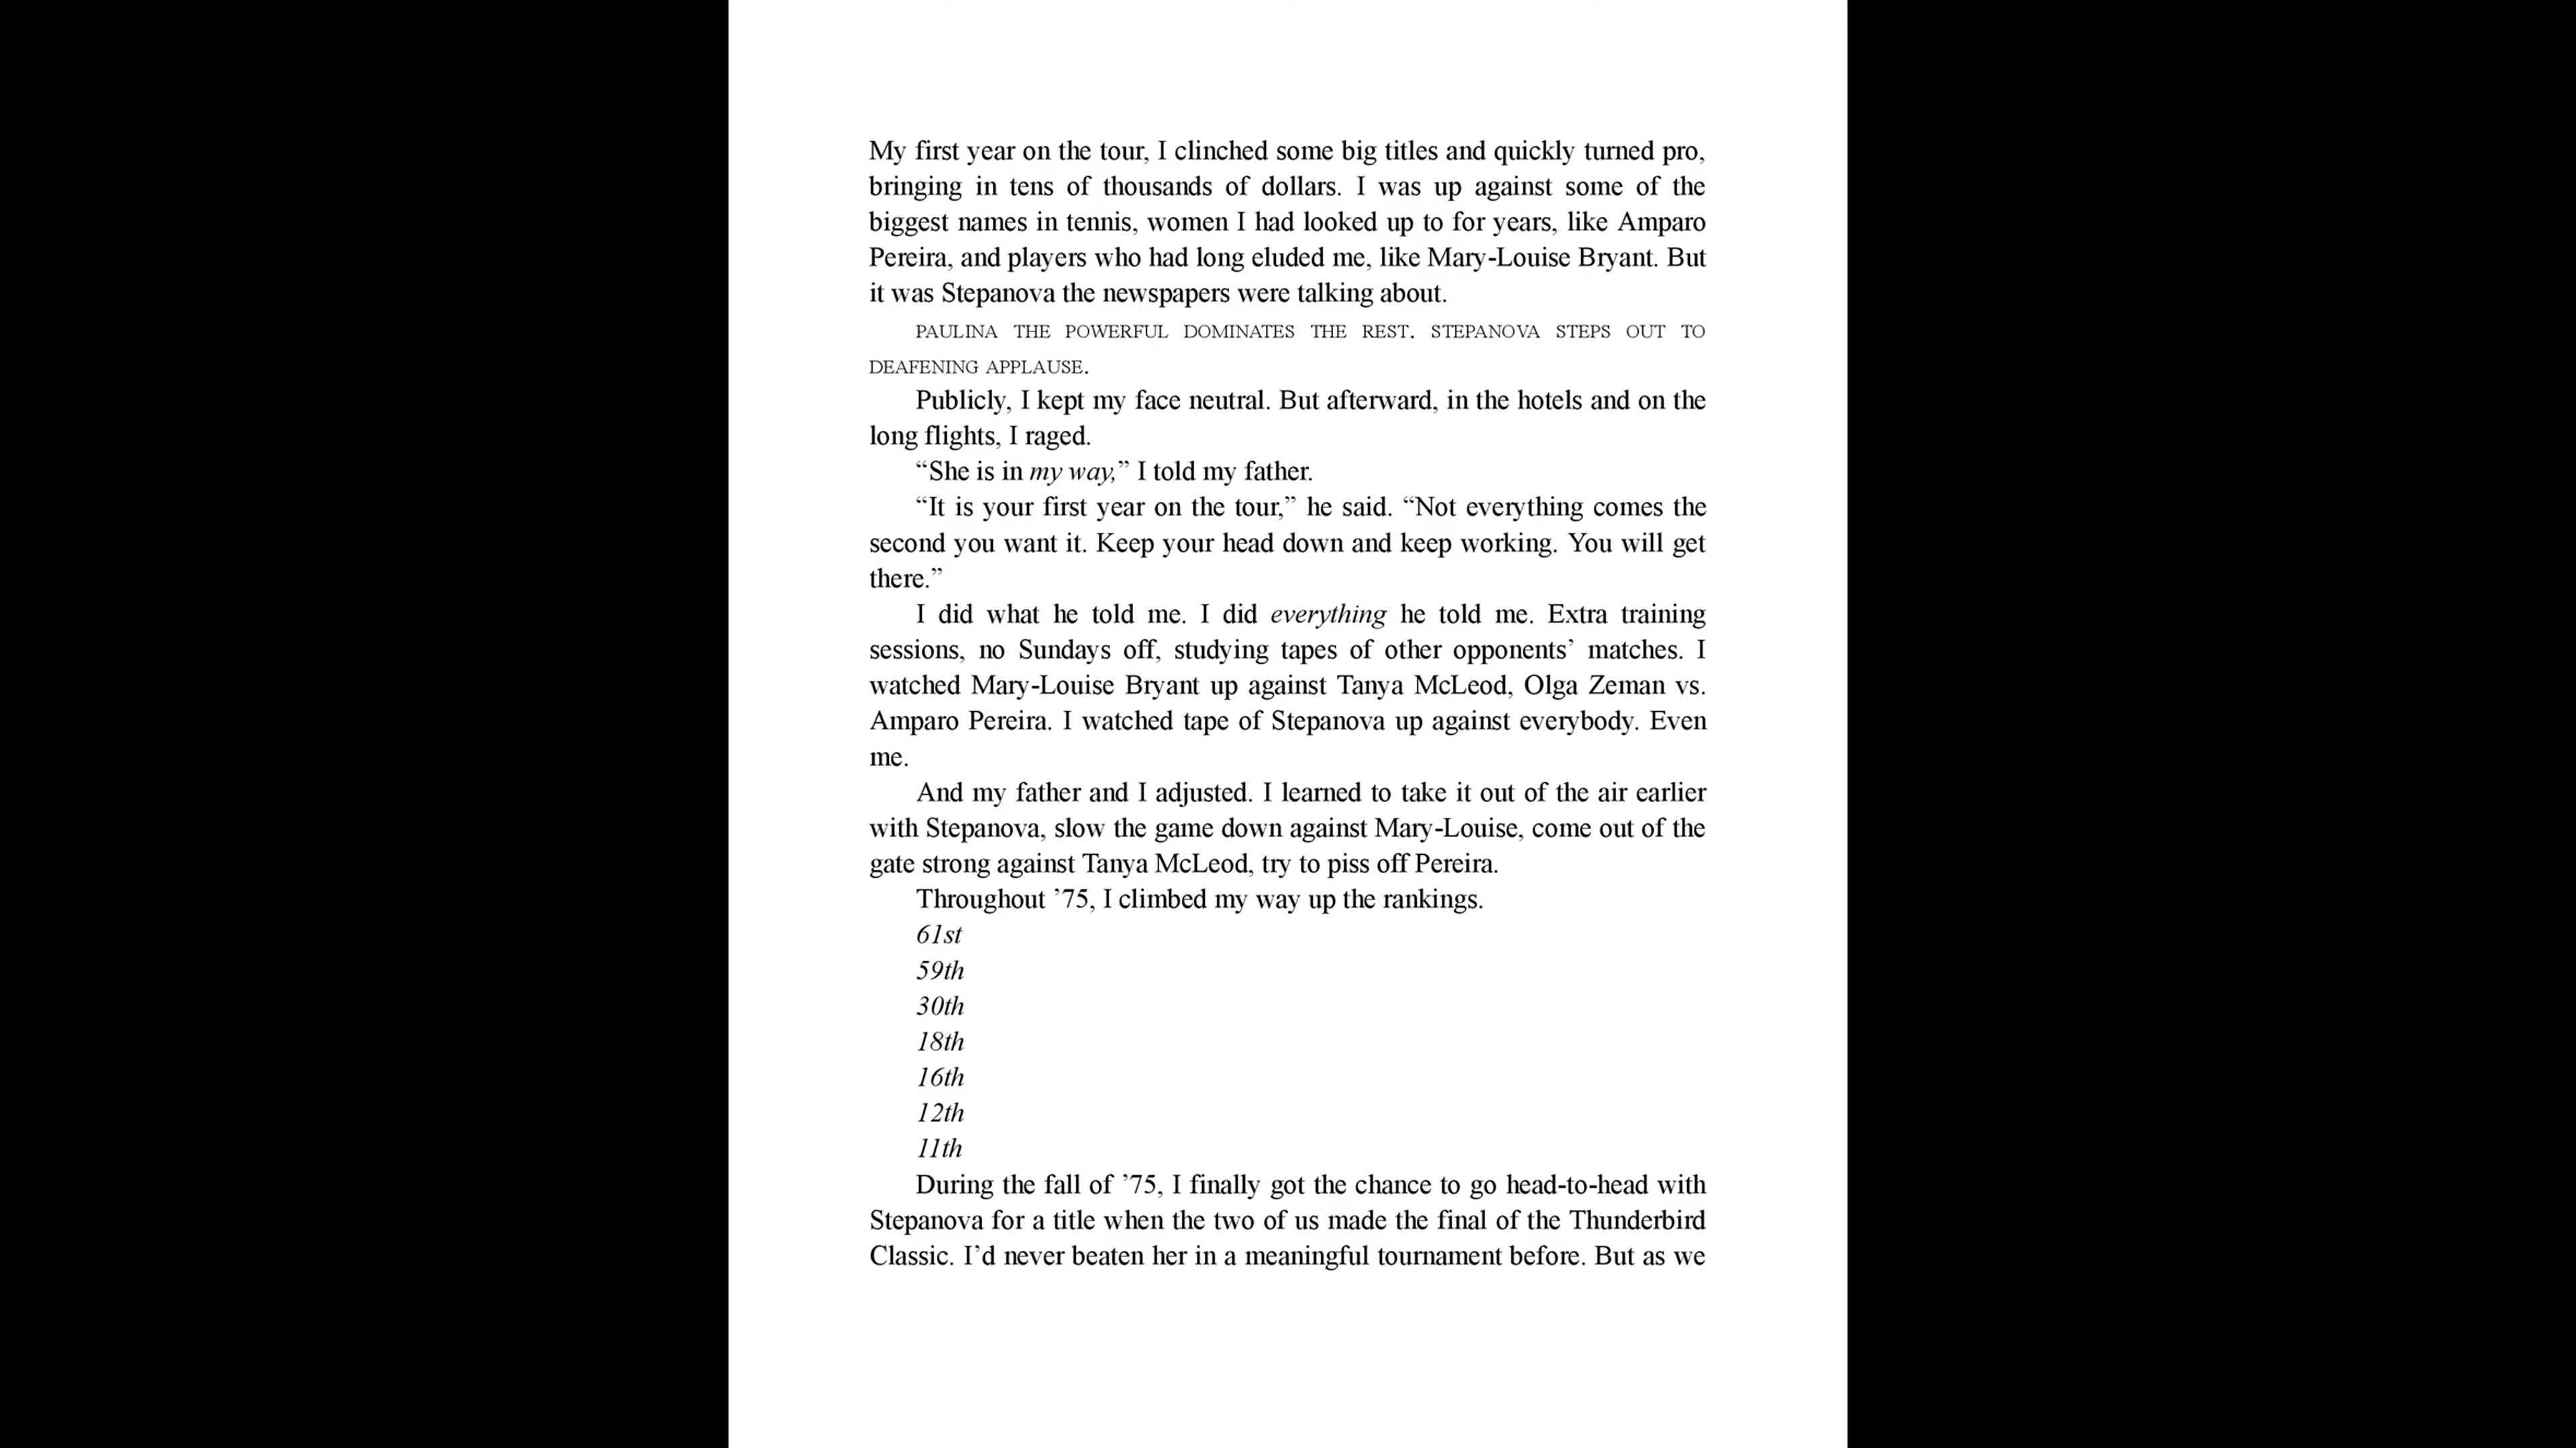 My first year on the tour, I clinched some big titles and quickly turned pro,
bringing in tens of thousands of dollars. I was up against some of the
biggest names in tennis, women I had looked up to for years, like Amparo
Pereira, and players who had long eluded me, like Mary-Louise Bryant. But
it was Stepanova the newspapers were talking about.
PAULINA THE POWERFUL DOMINATES THE REST. STEPANOVA STEPS OUT TO
DEAFENING APPLAUSE.
Publicly, I kept my face neutral. But afterward, in the hotels and on the
long flights, I raged.
“She is in my way,” I told my father.
“It is your first year on the tour,” he said. “Not everything comes the
second you want it. Keep your head down and keep working. You will get
there.”
I did what he told me. I did everything he told me. Extra training
sessions, no Sundays off, studying tapes of other opponents’ matches. I
watched Mary-Louise Bryant up against Tanya McLeod, Olga Zeman vs.
Amparo Pereira. I watched tape of Stepanova up against everybody. Even
me.
And my father and I adjusted. I learned to take it out of the air earlier
with Stepanova, slow the game down against Mary-Louise, come out of the
gate strong against Tanya McLeod, try to piss off Pereira.
Throughout ’75, I climbed my way up the rankings.
61st
59th
30th
18th
16th
12th
11th
During the fall of ’75, I finally got the chance to go head-to-head with
Stepanova for a title when the two of us made the final of the Thunderbird
Classic. I’d never beaten her in a meaningful tournament before. But as we